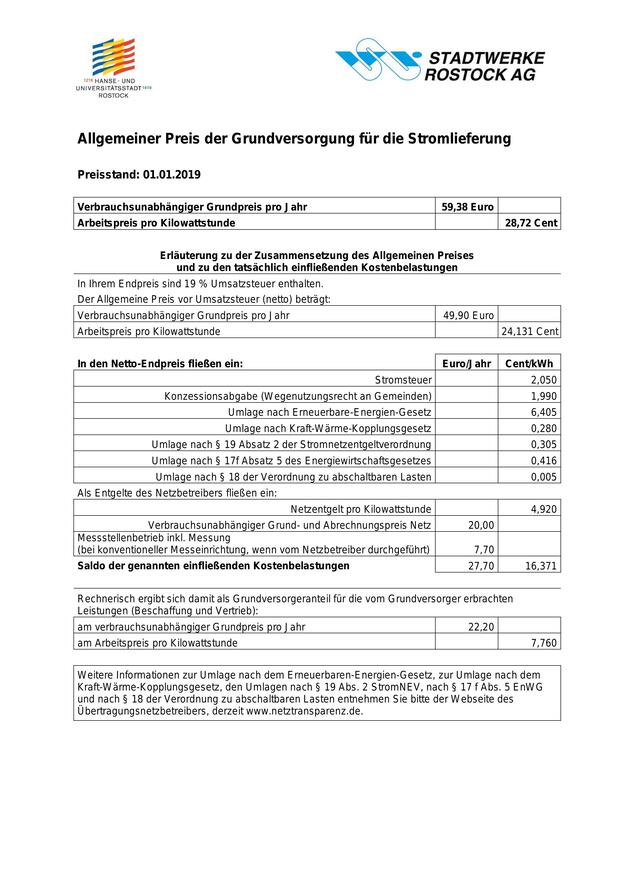 1218 HANSE- UND
UNIVERSITÄTSSTADT 1419
ROSTOCK
STADTWERKE
ROSTOCK AG
Allgemeiner Preis der Grundversorgung für die Stromlieferung
Preisstand: 01.01.2019
Verbrauchsunabhängiger Grundpreis pro Jahr 59,38 Euro
Arbeitspreis pro Kilowattstunde 28,72 Cent
Erläuterung zu der Zusammensetzung des Allgemeinen Preises
und zu den tatsächlich einfließenden Kostenbelastungen
In Ihrem Endpreis sind 19 % Umsatzsteuer enthalten.
Der Allgemeine Preis vor Umsatzsteuer (netto) beträgt:
Verbrauchsunabhängiger Grundpreis pro Jahr 49,90 Euro
Arbeitspreis pro Kilowattstunde 24,131 Cent
In den Netto-Endpreis fließen ein: Euro/Jahr Cent/kWh
Stromsteuer 2,050
Konzessionsabgabe (Wegenutzungsrecht an Gemeinden) 1,990
Umlage nach Erneuerbare-Energien-Gesetz 6,405
Umlage nach Kraft-Wärme-Kopplungsgesetz 0,280
Umlage nach § 19 Absatz 2 der Stromnetzentgeltverordnung 0,305
Umlage nach § 17f Absatz 5 des Energiewirtschaftsgesetzes 0,416
Umlage nach § 18 der Verordnung zu abschaltbaren Lasten 0,005
Als Entgelte des Netzbetreibers fließen ein:
Netzentgelt pro Kilowattstunde 4,920
Verbrauchsunabhängiger Grund- und Abrechnungspreis Netz 20,00
Messstellenbetrieb inkl. Messung
(bei konventioneller Messeinrichtung, wenn vom Netzbetreiber durchgeführt) 7,70
Saldo der genannten einfließenden Kostenbelastungen 27,70 16,371
Rechnerisch ergibt sich damit als Grundversorgeranteil für die vom Grundversorger erbrachten
Leistungen (Beschaffung und Vertrieb):
am verbrauchsunabhängiger Grundpreis pro Jahr 22,20
am Arbeitspreis pro Kilowattstunde 7,760
Weitere Informationen zur Umlage nach dem Erneuerbaren-Energien-Gesetz, zur Umlage nach dem
Kraft-Wärme-Kopplungsgesetz, den Umlagen nach § 19 Abs. 2 StromNEV, nach § 17 f Abs. 5 EnWG
und nach § 18 der Verordnung zu abschaltbaren Lasten entnehmen Sie bitte der Webseite des
Übertragungsnetzbetreibers, derzeit www.netztransparenz.de.